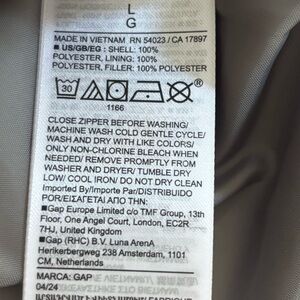 L
G
MADE IN VIETNAM RN 54023 / CA 17897
■ US/GB/EG : SHELL: 100%
POLYESTER, LINING: 100%
POLYESTER, FILLER: 100% POLYESTER
30
1166
CLOSE ZIPPER BEFORE WASHING/
MACHINE WASH COLD GENTLE CYCLE/
WASH AND DRY WITH LIKE COLORS/
ONLY NON-CHLORINE BLEACH WHEN
NEEDED/ REMOVE PROMPTLY FROM
WASHER AND DRYER/ TUMBLE DRY
LOW/ COOL IRON/ DO NOT DRY CLEAN
Imported By/Importé Par/DISTRIBUIDO
POR/ΕΙΣΑΓΕΤΑΙ ΑΠΟ ΤΗΝ:
■Gap Europe Limited c/o TMF Group, 13th
Floor, One Angel Court, London, EC2R
7HJ, United Kingdom
■Gap (RHC) B.V. Luna ArenA
Herikerbergweg 238 Amsterdam, 1101
CM, Netherlands
MARCA: GAP
04/24